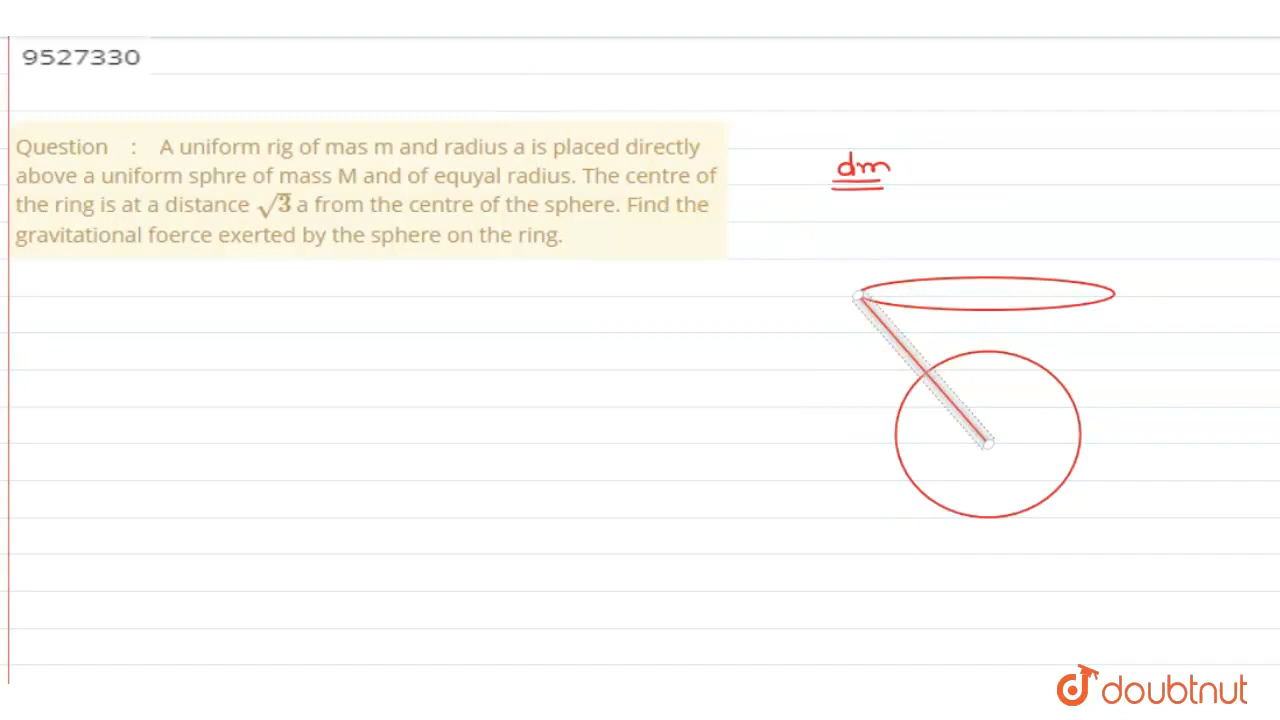 9527330
Question : A uniform rig of mas m and radius a is placed directly
above a uniform sphre of mass M and of equyal radius. The centre of
the ring is at a distance √3 a from the centre of the sphere. Find the
gravitational foerce exerted by the sphere on the ring.
dm
doubtnut